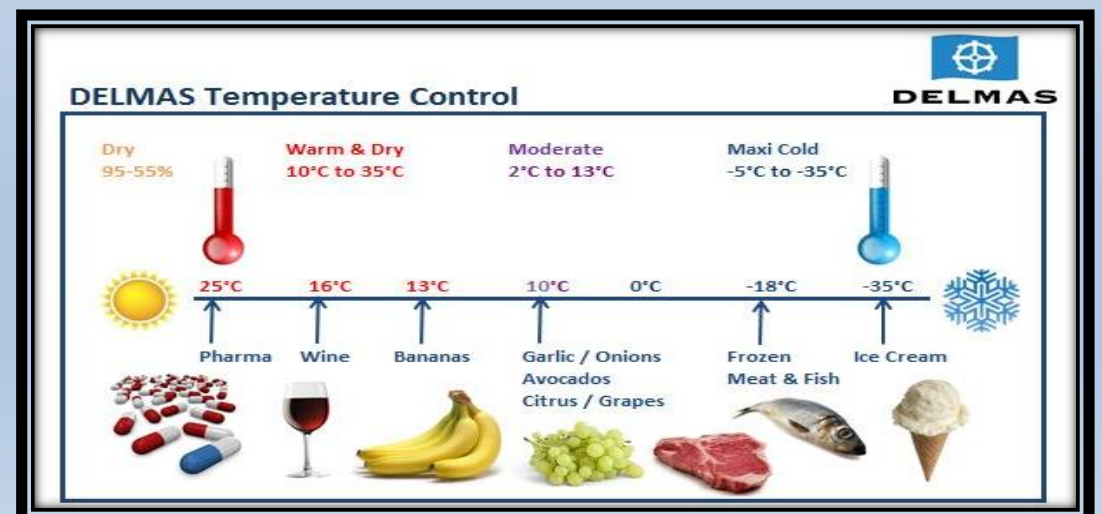 DELMAS
DELMAS Temperature Control
Dry
95-55%
Warm & Dry
10°C to 35°C
Moderate
2°C to 13°C
Maxi Cold
-5°C to -35°C
25°C 16°C 13°C 10°C 0°C -18°C -35°C
Pharma Wine Bananas Garlic / Onions Frozen Ice Cream
Avocados Meat & Fish
Citrus / Grapes